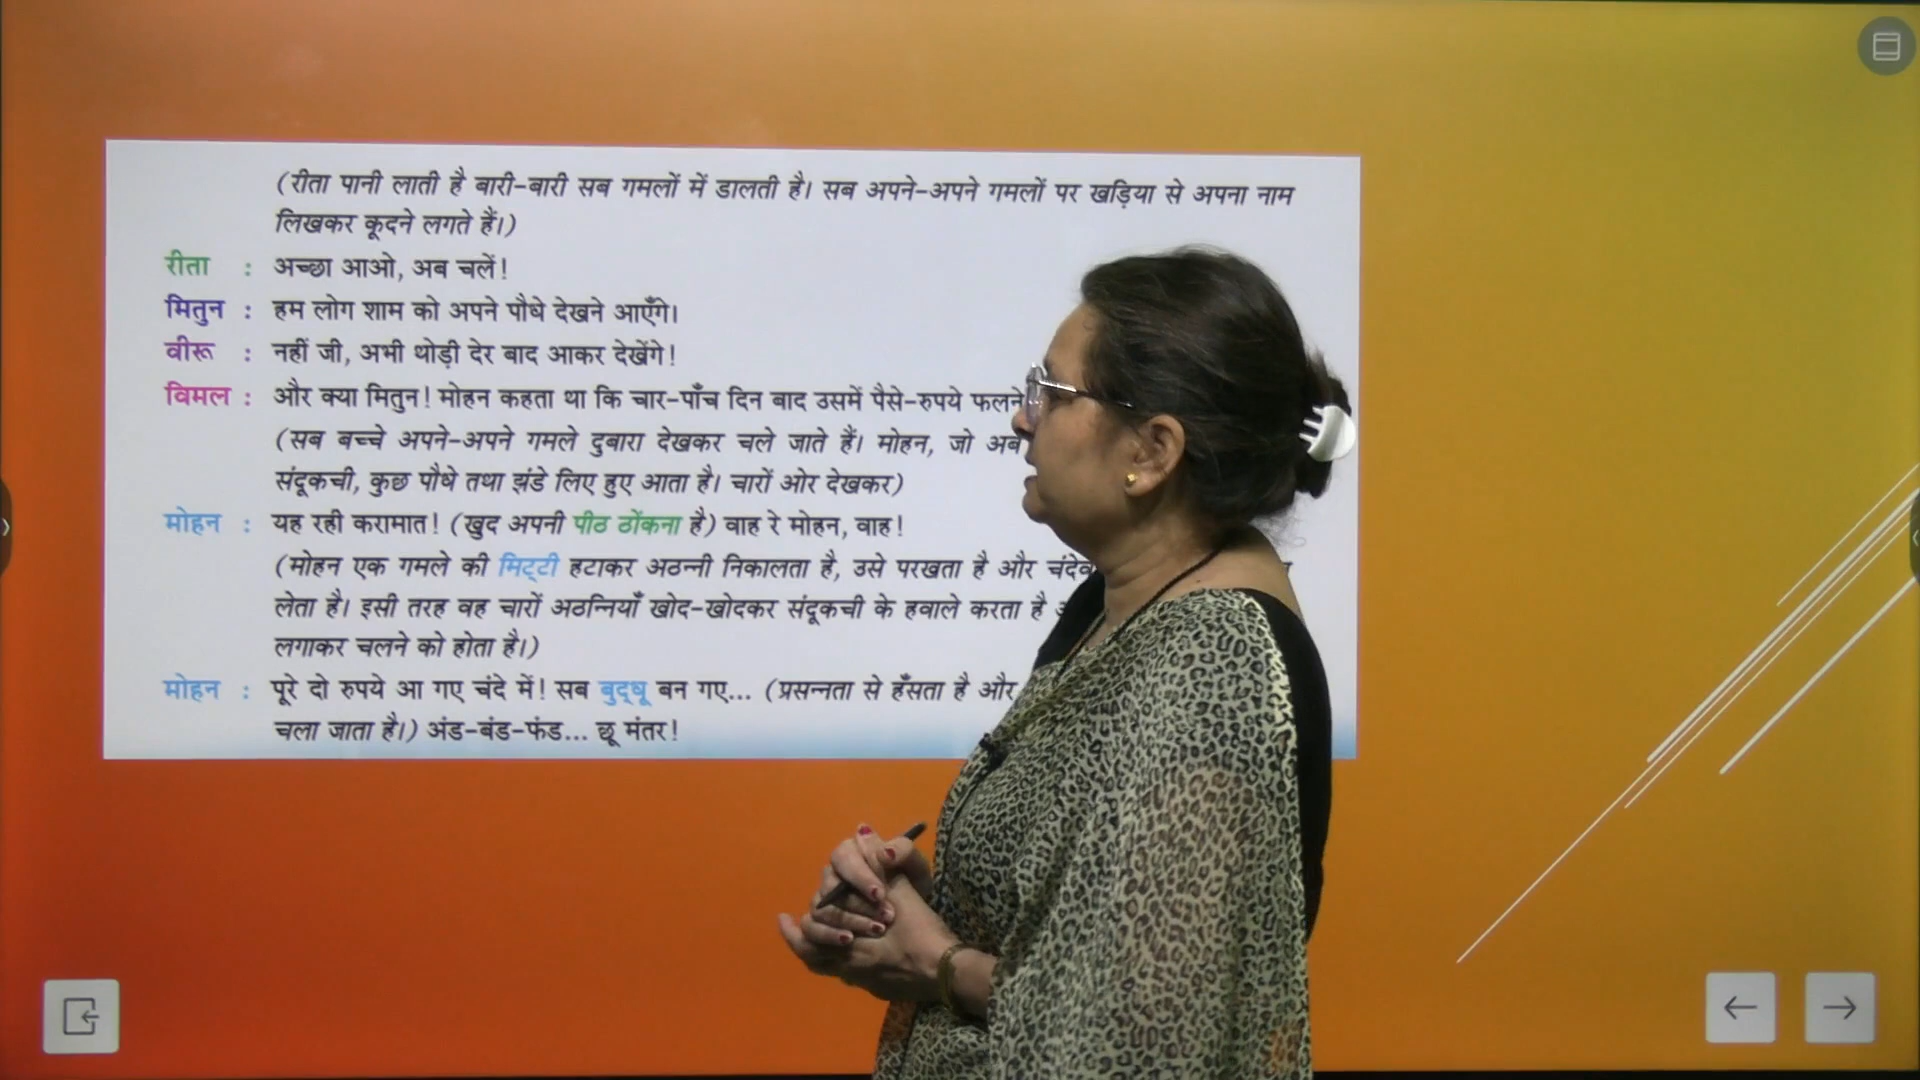 (रीता पानी लाती है बारी-बारी सब गमलों में डालती है। सब अपने-अपने गमलों पर खड़िया से अपना नाम
लिखकर कूदने लगते हैं।)
रीता : अच्छा आओ, अब चलें!
मितुन : हम लोग शाम को अपने पौधे देखने आएँगे।
वीरू : नहीं जी, अभी थोड़ी देर बाद आकर देखेंगे!
विमल : और क्या मितुन! मोहन कहता था कि चार-पाँच दिन बाद उसमें पैसे-रुपये फलने
(सब बच्चे अपने-अपने गमले दुबारा देखकर चले जाते हैं। मोहन, जो अब
संदूकची, कुछ पौधे तथा झंडे लिए हुए आता है। चारों ओर देखकर)
मोहन : यह रही करामात! (खुद अपनी पीठ ठोंकना है) वाह रे मोहन, वाह!
(मोहन एक गमले की मिट्टी हटाकर अठन्नी निकालता है, उसे परखता है और
लेता है। इसी तरह वह चारों अठन्नियाँ खोद-खोदकर संदूकची के हवाले करता है
लगाकर चलने को होता है।)
मोहन : पूरे दो रुपये आ गए चंदे में! सब बुद्धू बन गए... (प्रसन्नता से हँसता है और
चला जाता है।) अंड-बंड-फंड... छू मंतर!